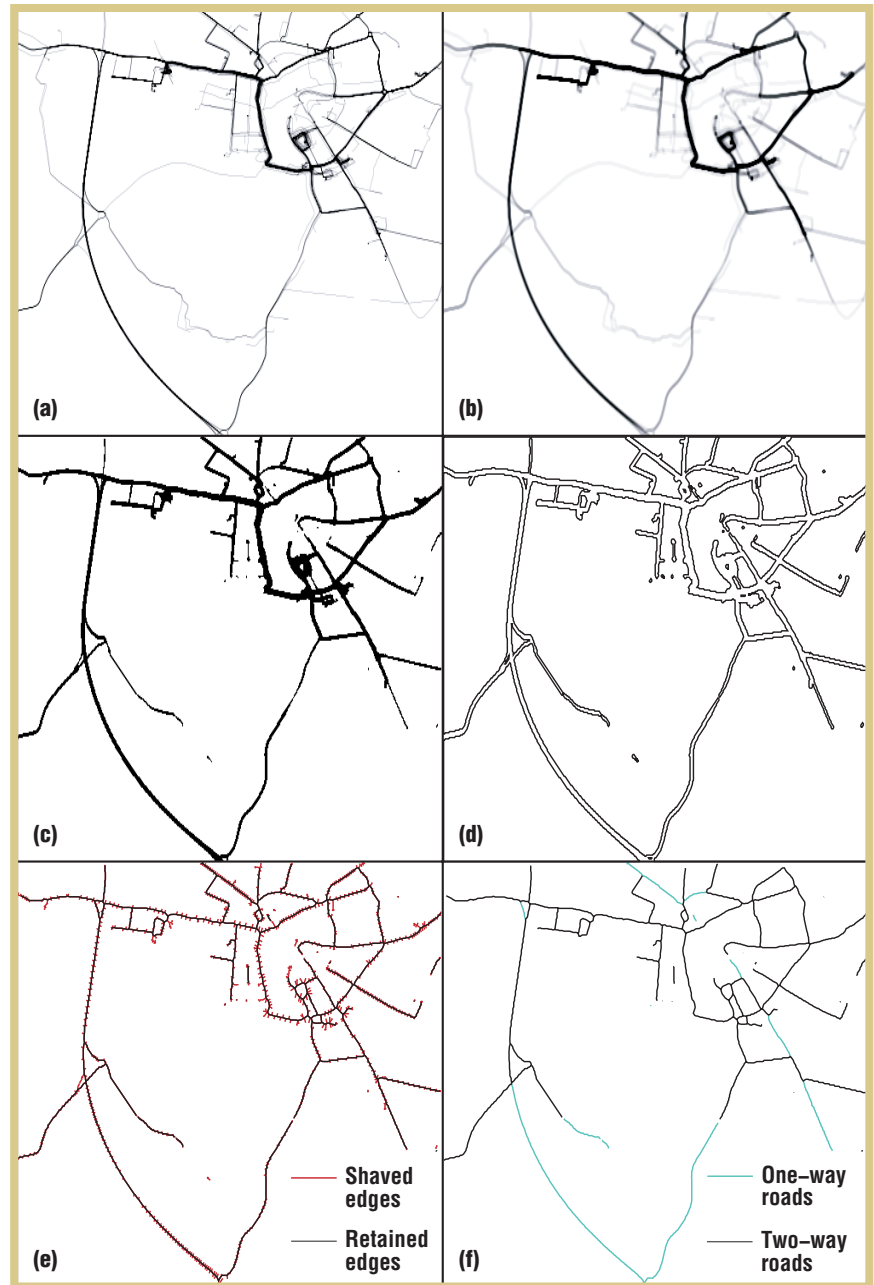 (a)
(b)
(c)
(d)
(e)
Shaved
edges
Retained
edges
(f)
One–way
roads
Two–way
roads